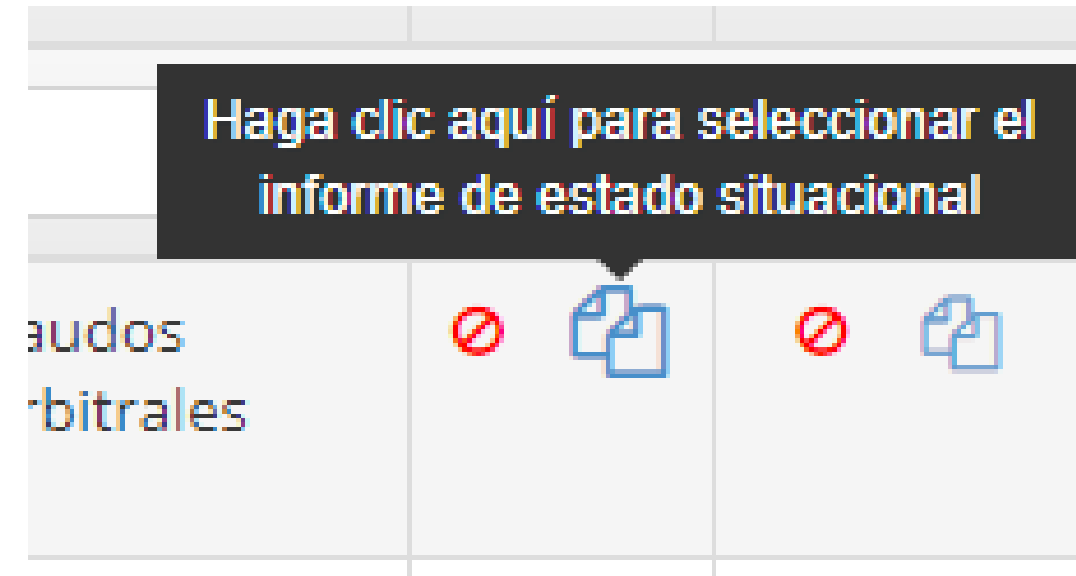 Haga clic aquí para seleccionar el
informe de estado situacional
audos
rbitrales